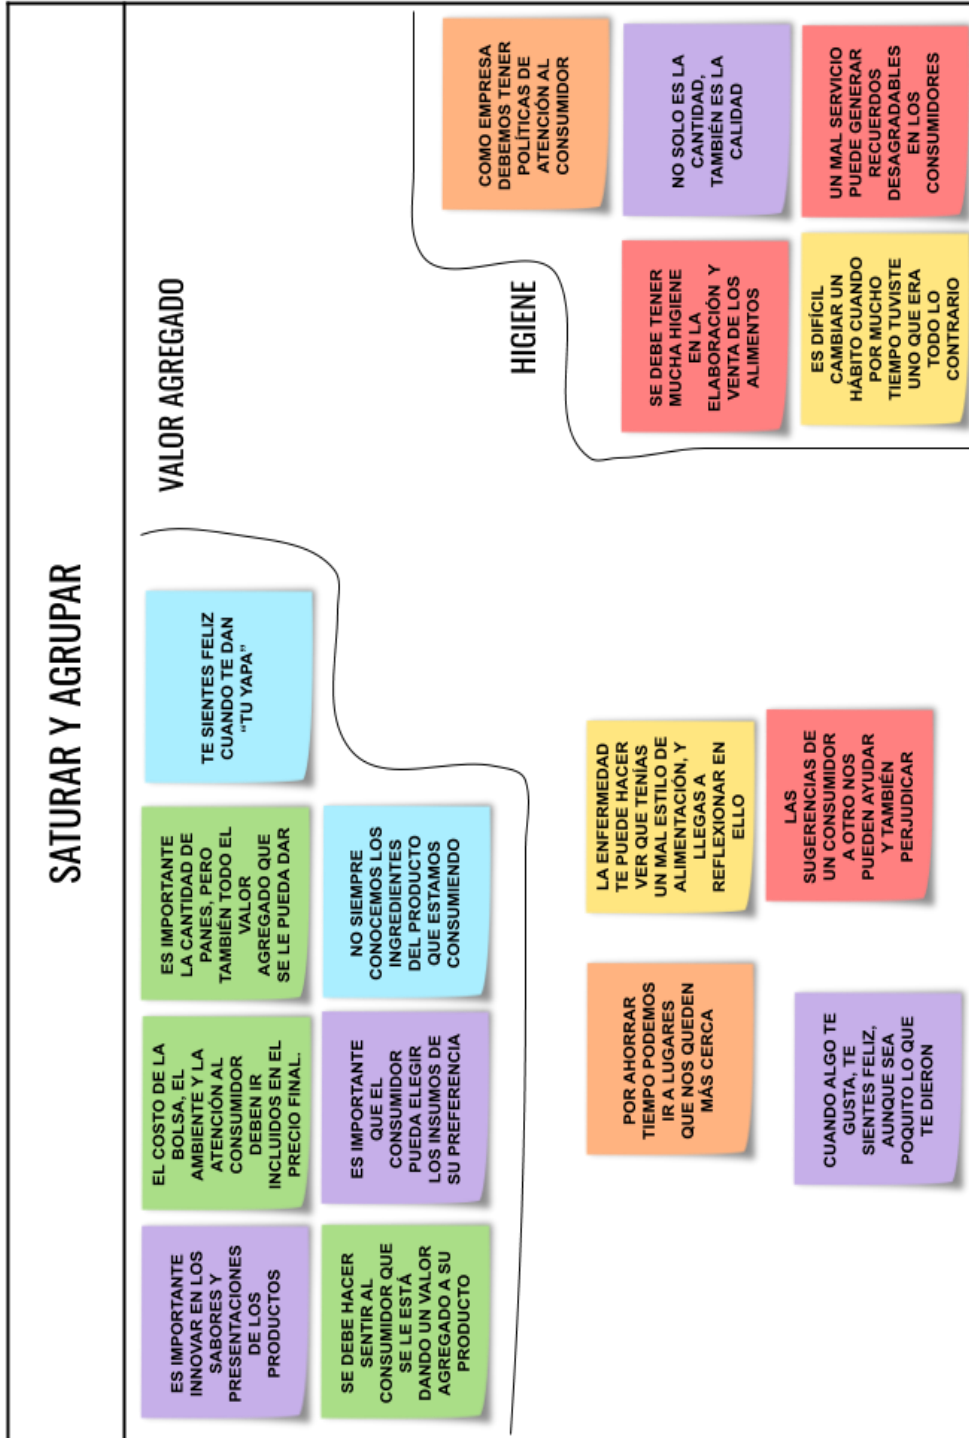 SATURAR Y AGRUPAR
ES IMPORTANTE
INNOVAR EN LOS
SABORES Y
PRESENTACIONES
DE LOS
PRODUCTOS
EL COSTO DE LA
BOLSA, EL
AMBIENTE Y LA
ATENCIÓN AL
CONSUMIDOR
DEBEN IR
INCLUIDOS EN EL
PRECIO FINAL.
ES IMPORTANTE
LA CANTIDAD DE
PANES, PERO
TAMBIÉN TODO EL
VALOR
AGREGADO QUE
SE LE PUEDA DAR
TE SIENTES FELIZ
CUANDO TE DAN
“TU YAPA”
VALOR AGREGADO
SE DEBE HACER
SENTIR AL
CONSUMIDOR QUE
SE LE ESTÁ
DANDO UN VALOR
AGREGADO A SU
PRODUCTO
ES IMPORTANTE
QUE EL
CONSUMIDOR
PUEDA ELEGIR
LOS INSUMOS DE
SU PREFERENCIA
NO SIEMPRE
CONOCEMOS LOS
INGREDIENTES
DEL PRODUCTO
QUE ESTAMOS
CONSUMIENDO
COMO EMPRESA
DEBEMOS TENER
POLÍTICAS DE
ATENCIÓN AL
CONSUMIDOR
HIGIENE
POR AHORRAR
TIEMPO PODEMOS
IR A LUGARES
QUE NOS QUEDEN
MÁS CERCA
LA ENFERMEDAD
TE PUEDE HACER
VER QUE TENÍAS
UN MAL ESTILO DE
ALIMENTACIÓN, Y
LLEGAS A
REFLEXIONAR EN
ELLO
SE DEBE TENER
MUCHA HIGIENE
EN LA
ELABORACIÓN Y
VENTA DE LOS
ALIMENTOS
NO SOLO ES LA
CANTIDAD,
TAMBIÉN ES LA
CALIDAD
CUANDO ALGO TE
GUSTA, TE
SIENTES FELIZ,
AUNQUE SEA
POQUITO LO QUE
TE DIERON
LAS
SUGERENCIAS DE
UN CONSUMIDOR
A OTRO NOS
PUEDEN AYUDAR
Y TAMBIÉN
PERJUDICAR
ES DIFÍCIL
CAMBIAR UN
HÁBITO CUANDO
POR MUCHO
TIEMPO TUVISTE
UNO QUE ERA
TODO LO
CONTRARIO
UN MAL SERVICIO
PUEDE GENERAR
RECUERDOS
DESAGRADABLES
EN LOS
CONSUMIDORES